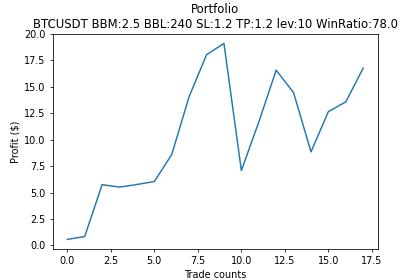 Portfolio
BTCUSDT BBM:2.5 BBL:240 SL:1.2 TP:1.2 lev:10 WinRatio:78.0
20.0
17.5
15.0
12.5
10.0
7.5
5.0
2.5
0.0
Profit ($)
0.0 2.5 5.0 7.5 10.0 12.5 15.0 17.5
Trade counts